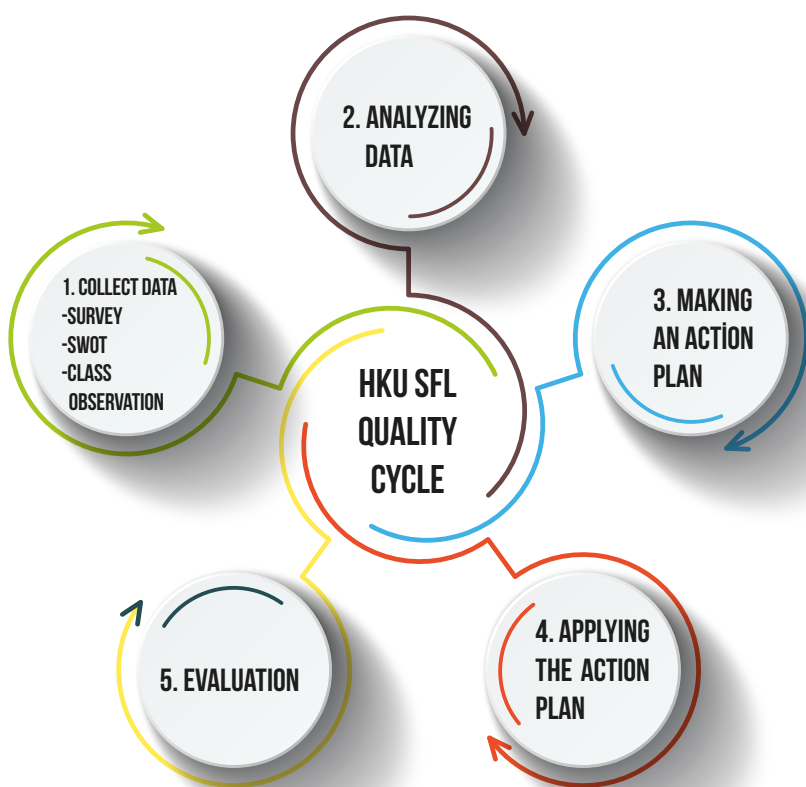 HKU SFL
QUALITY
CYCLE
1. COLLECT DATA
-SURVEY
-SWOT
-CLASS
OBSERVATION
2. ANALYZING
DATA
3. MAKING
AN ACTİON
PLAN
4. APPLYING
THE ACTION
PLAN
5. EVALUATION